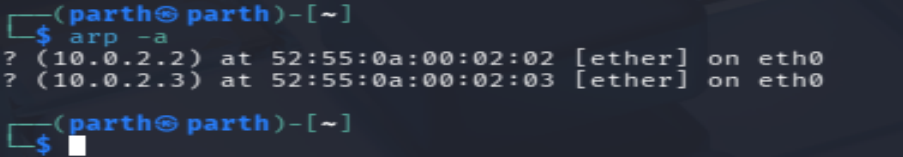 ┌──(parth㉿parth)-[~]
└─$ arp -a
? (10.0.2.2) at 52:55:0a:00:02:02 [ether] on eth0
? (10.0.2.3) at 52:55:0a:00:02:03 [ether] on eth0
┌──(parth㉿parth)-[~]
└─$